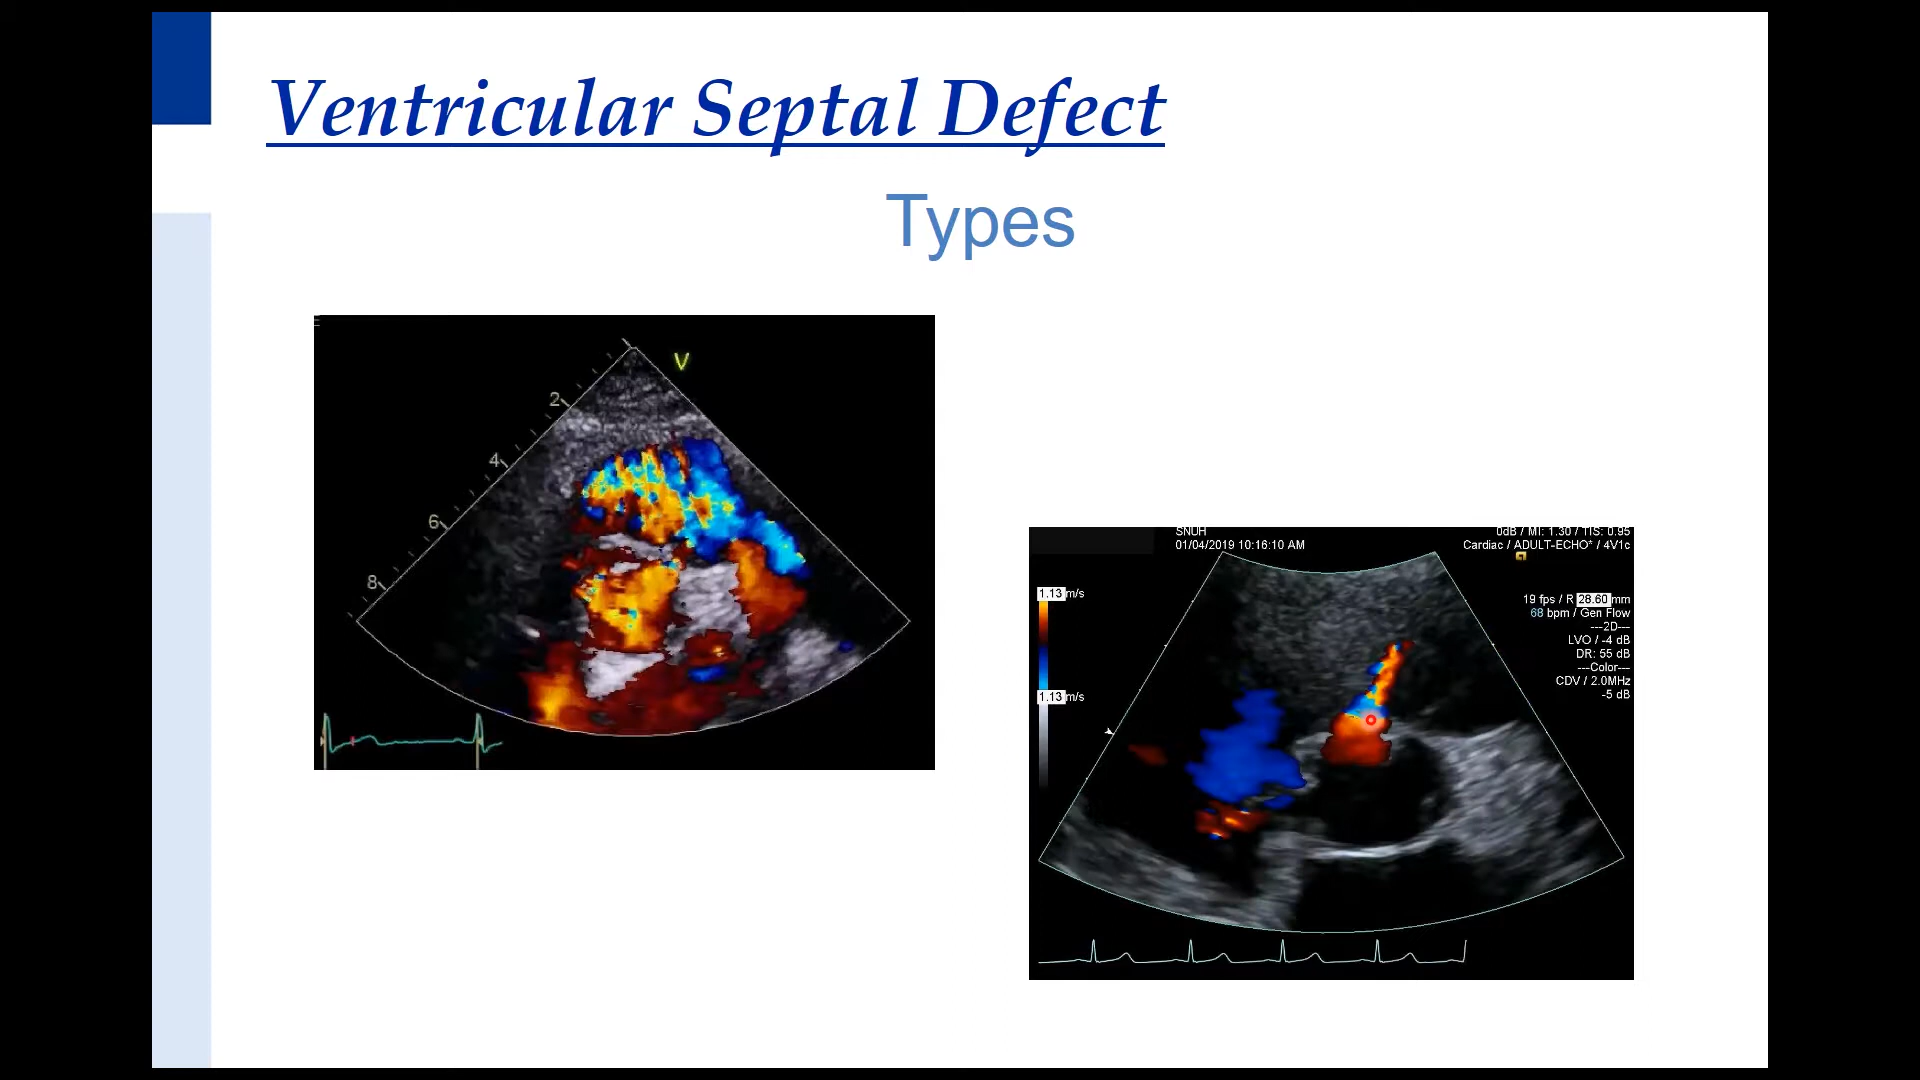 Ventricular Septal Defect
Types
V
2
4
6
8
SNUH
01/04/2019 10:16:10 AM
0dB / MI: 1.30 / TIS: 0.95
Cardiac / ADULT-ECHO* / 4V1c
1.13 m/s
1.13 m/s
19 fps / R 28.60 mm
68 bpm / Gen Flow
---2D---
LVO / -4 dB
DR: 55 dB
---Color---
CDV / 2.0MHz
-5 dB